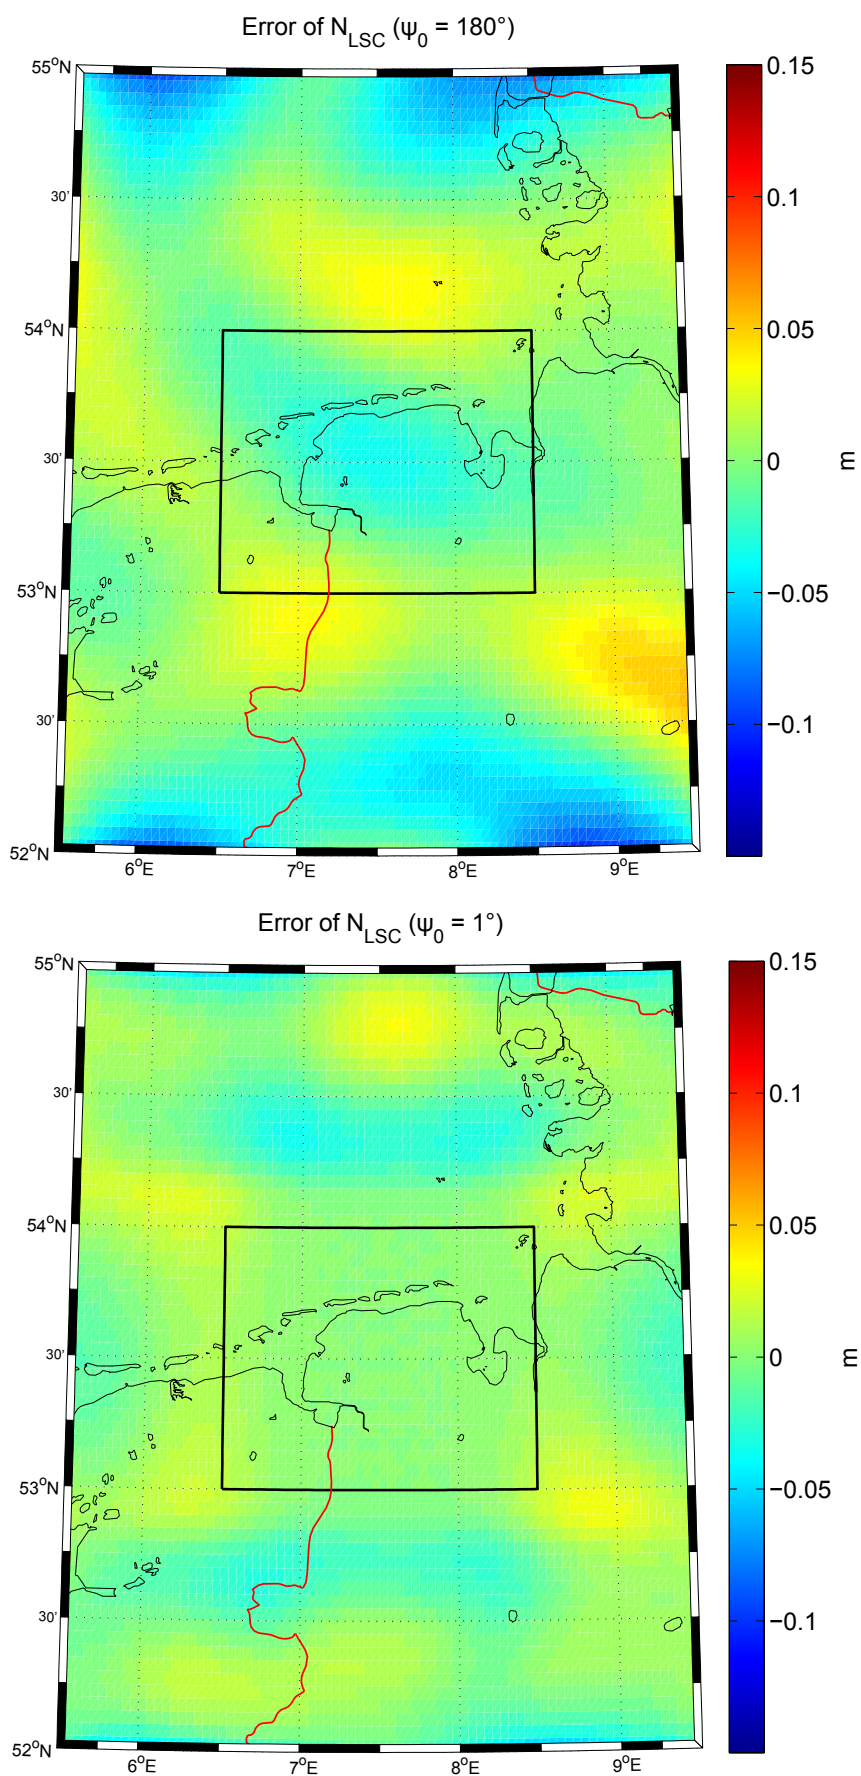 Error of N_LSC (ψ_0 = 180°)
55°N
30'
54°N
30'
53°N
30'
52°N
6°E 7°E 8°E 9°E
0.15
0.1
0.05
0
−0.05
−0.1
m
Error of N_LSC (ψ_0 = 1°)
55°N
30'
54°N
30'
53°N
30'
52°N
6°E 7°E 8°E 9°E
0.15
0.1
0.05
0
−0.05
−0.1
m